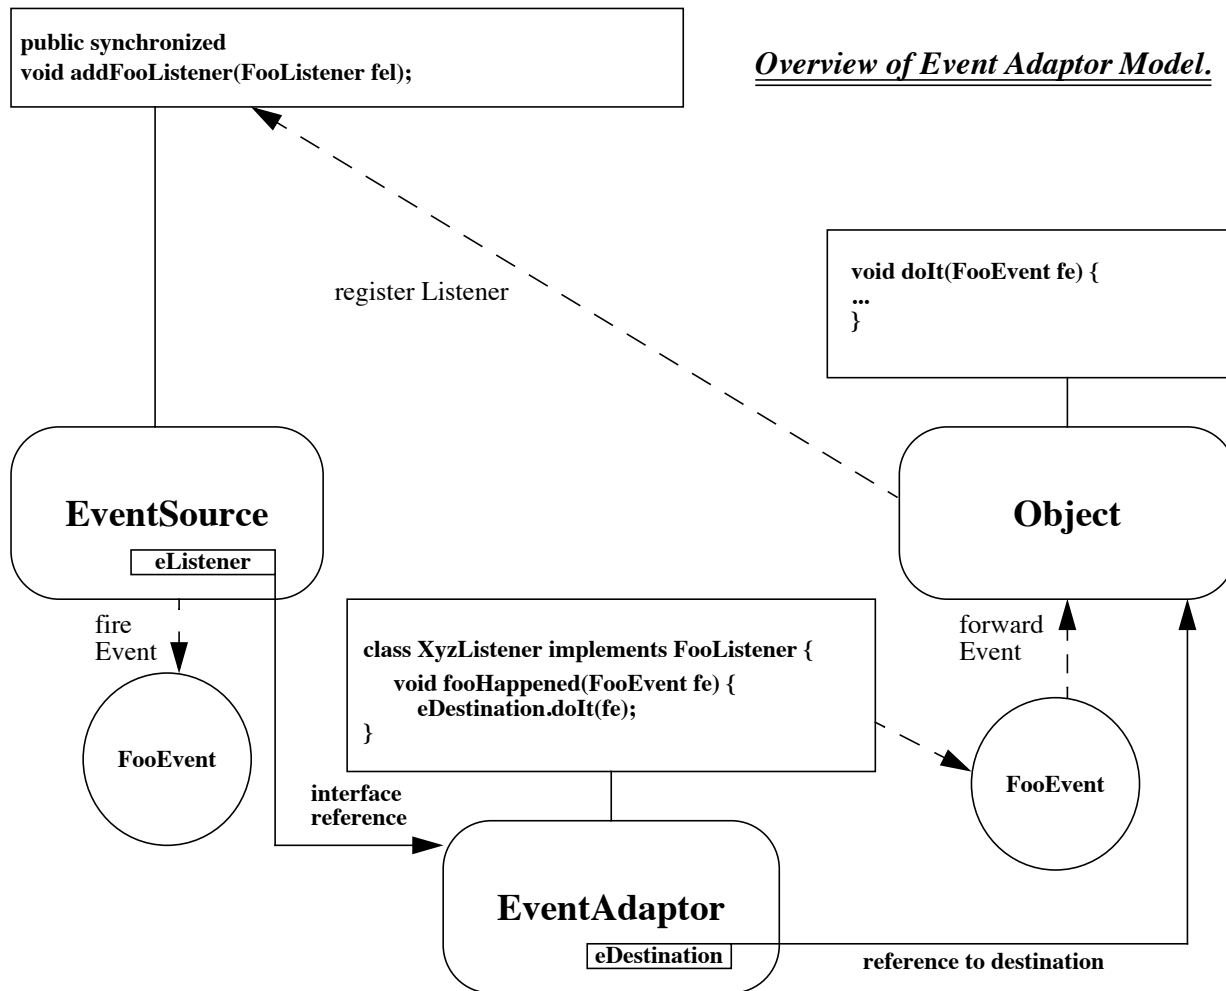 public synchronized
void addFooListener(FooListener fel);
Overview of Event Adaptor Model.
void doIt(FooEvent fe) {
...
}
register Listener
EventSource
eListener
Object
fire
Event
FooEvent
class XyzListener implements FooListener {
void fooHappened(FooEvent fe) {
eDestination.doIt(fe);
}
forward
Event
FooEvent
interface
reference
EventAdaptor
eDestination
reference to destination